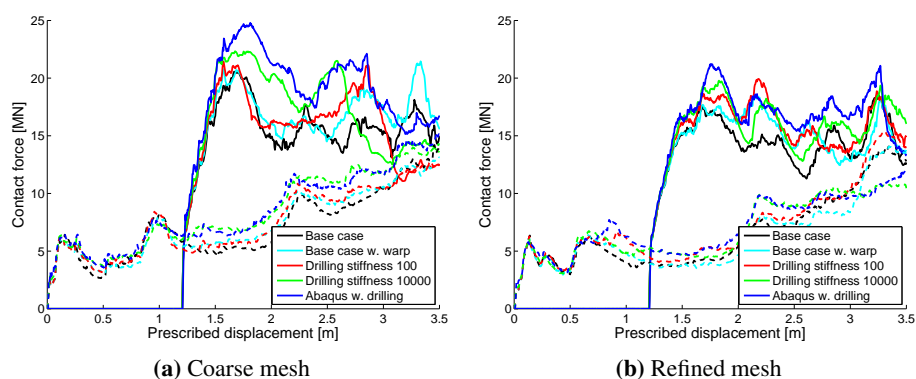 25
20
15
10
5
0
Contact force [MN]
0 0.5 1 1.5 2 2.5 3 3.5
Prescribed displacement [m]
Base case
Base case w. warp
Drilling stiffness 100
Drilling stiffness 10000
Abaqus w. drilling
(a) Coarse mesh
25
20
15
10
5
0
Contact force [MN]
0 0.5 1 1.5 2 2.5 3 3.5
Prescribed displacement [m]
Base case
Base case w. warp
Drilling stiffness 100
Drilling stiffness 10000
Abaqus w. drilling
(b) Refined mesh